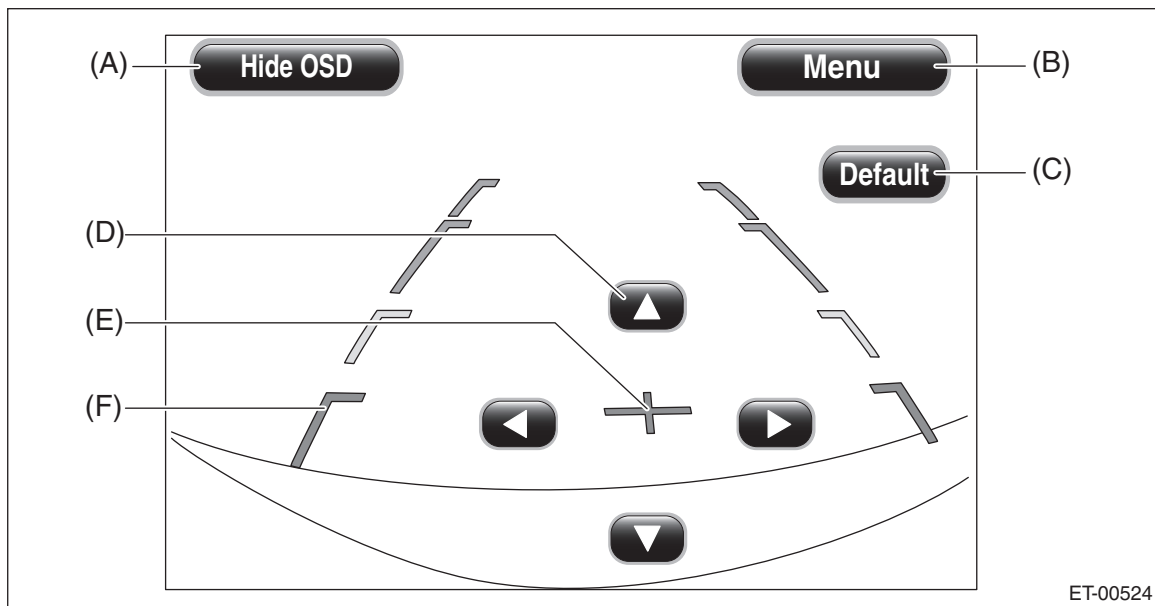 (A)
Hide OSD
Menu
(B)
Default
(C)
(D)
(E)
(F)
ET-00524